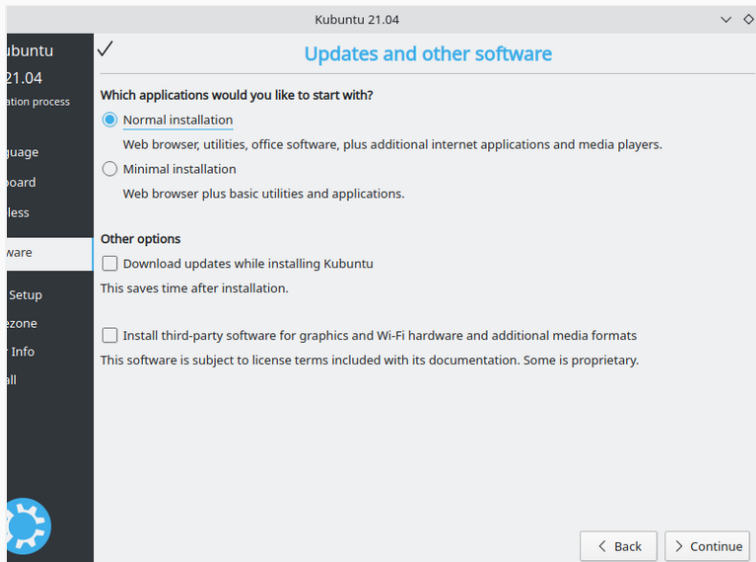 Kubuntu 21.04
ubuntu
21.04
ation process
guage
board
less
ware
Setup
ezone
Info
all
Updates and other software
Which applications would you like to start with?
Normal installation
Web browser, utilities, office software, plus additional internet applications and media players.
Minimal installation
Web browser plus basic utilities and applications.
Other options
Download updates while installing Kubuntu
This saves time after installation.
Install third-party software for graphics and Wi-Fi hardware and additional media formats
This software is subject to license terms included with its documentation. Some is proprietary.
Back
Continue